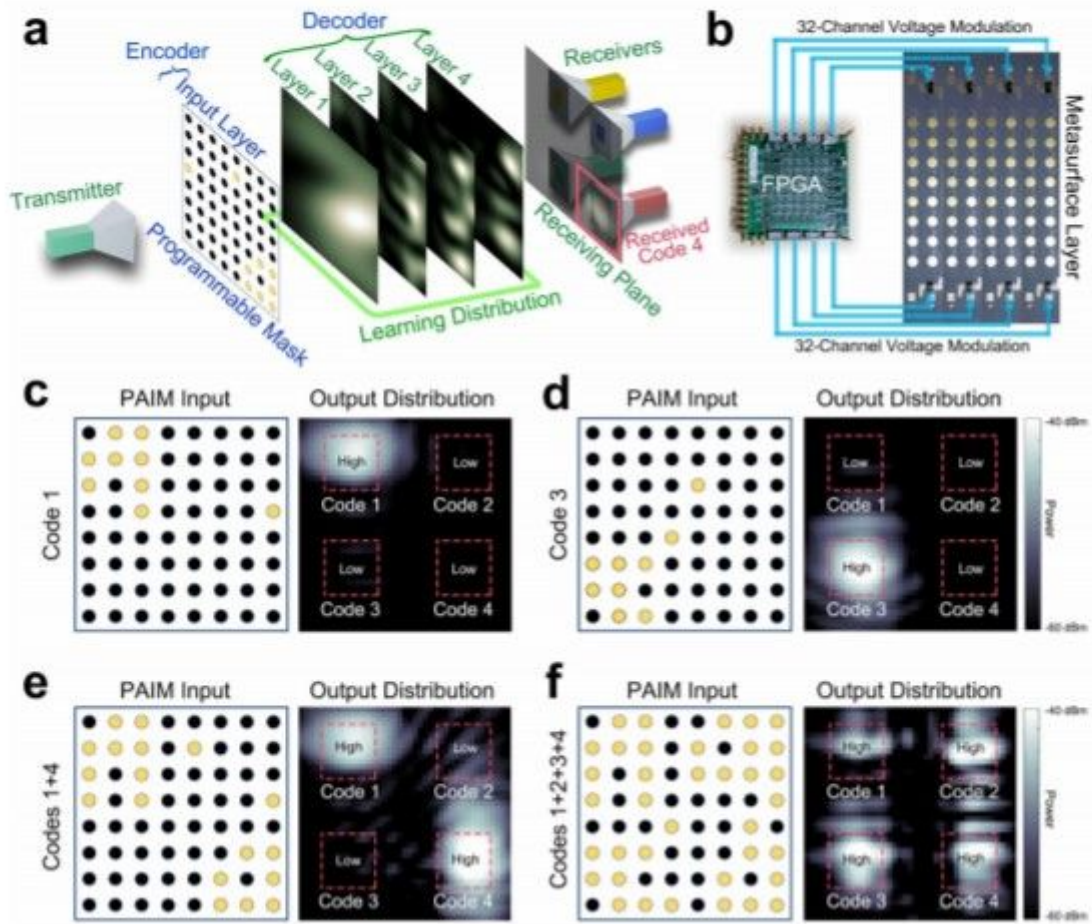 a
Encoder
Input Layer
Decoder
Layer 1
Layer 2
Layer 3
Layer 4
Receivers
Transmitter
Programmable Mask
Learning Distribution
Receiving Plane
Received
Code 4
b
32-Channel Voltage Modulation
FPGA
Metasurface Layer
32-Channel Voltage Modulation
c
PAIM Input
Output Distribution
Code 1
High
Code 1
Low
Code 2
Low
Code 3
Low
Code 4
d
PAIM Input
Output Distribution
Code 3
Low
Code 1
Low
Code 2
High
Code 3
Low
Code 4
-40 dBm
Power
-60 dBm
e
PAIM Input
Output Distribution
Codes 1+4
High
Code 1
Low
Code 2
Low
Code 3
High
Code 4
f
PAIM Input
Output Distribution
Codes 1+2+3+4
High
Code 1
High
Code 2
High
Code 3
High
Code 4
-40 dBm
Power
-60 dBm